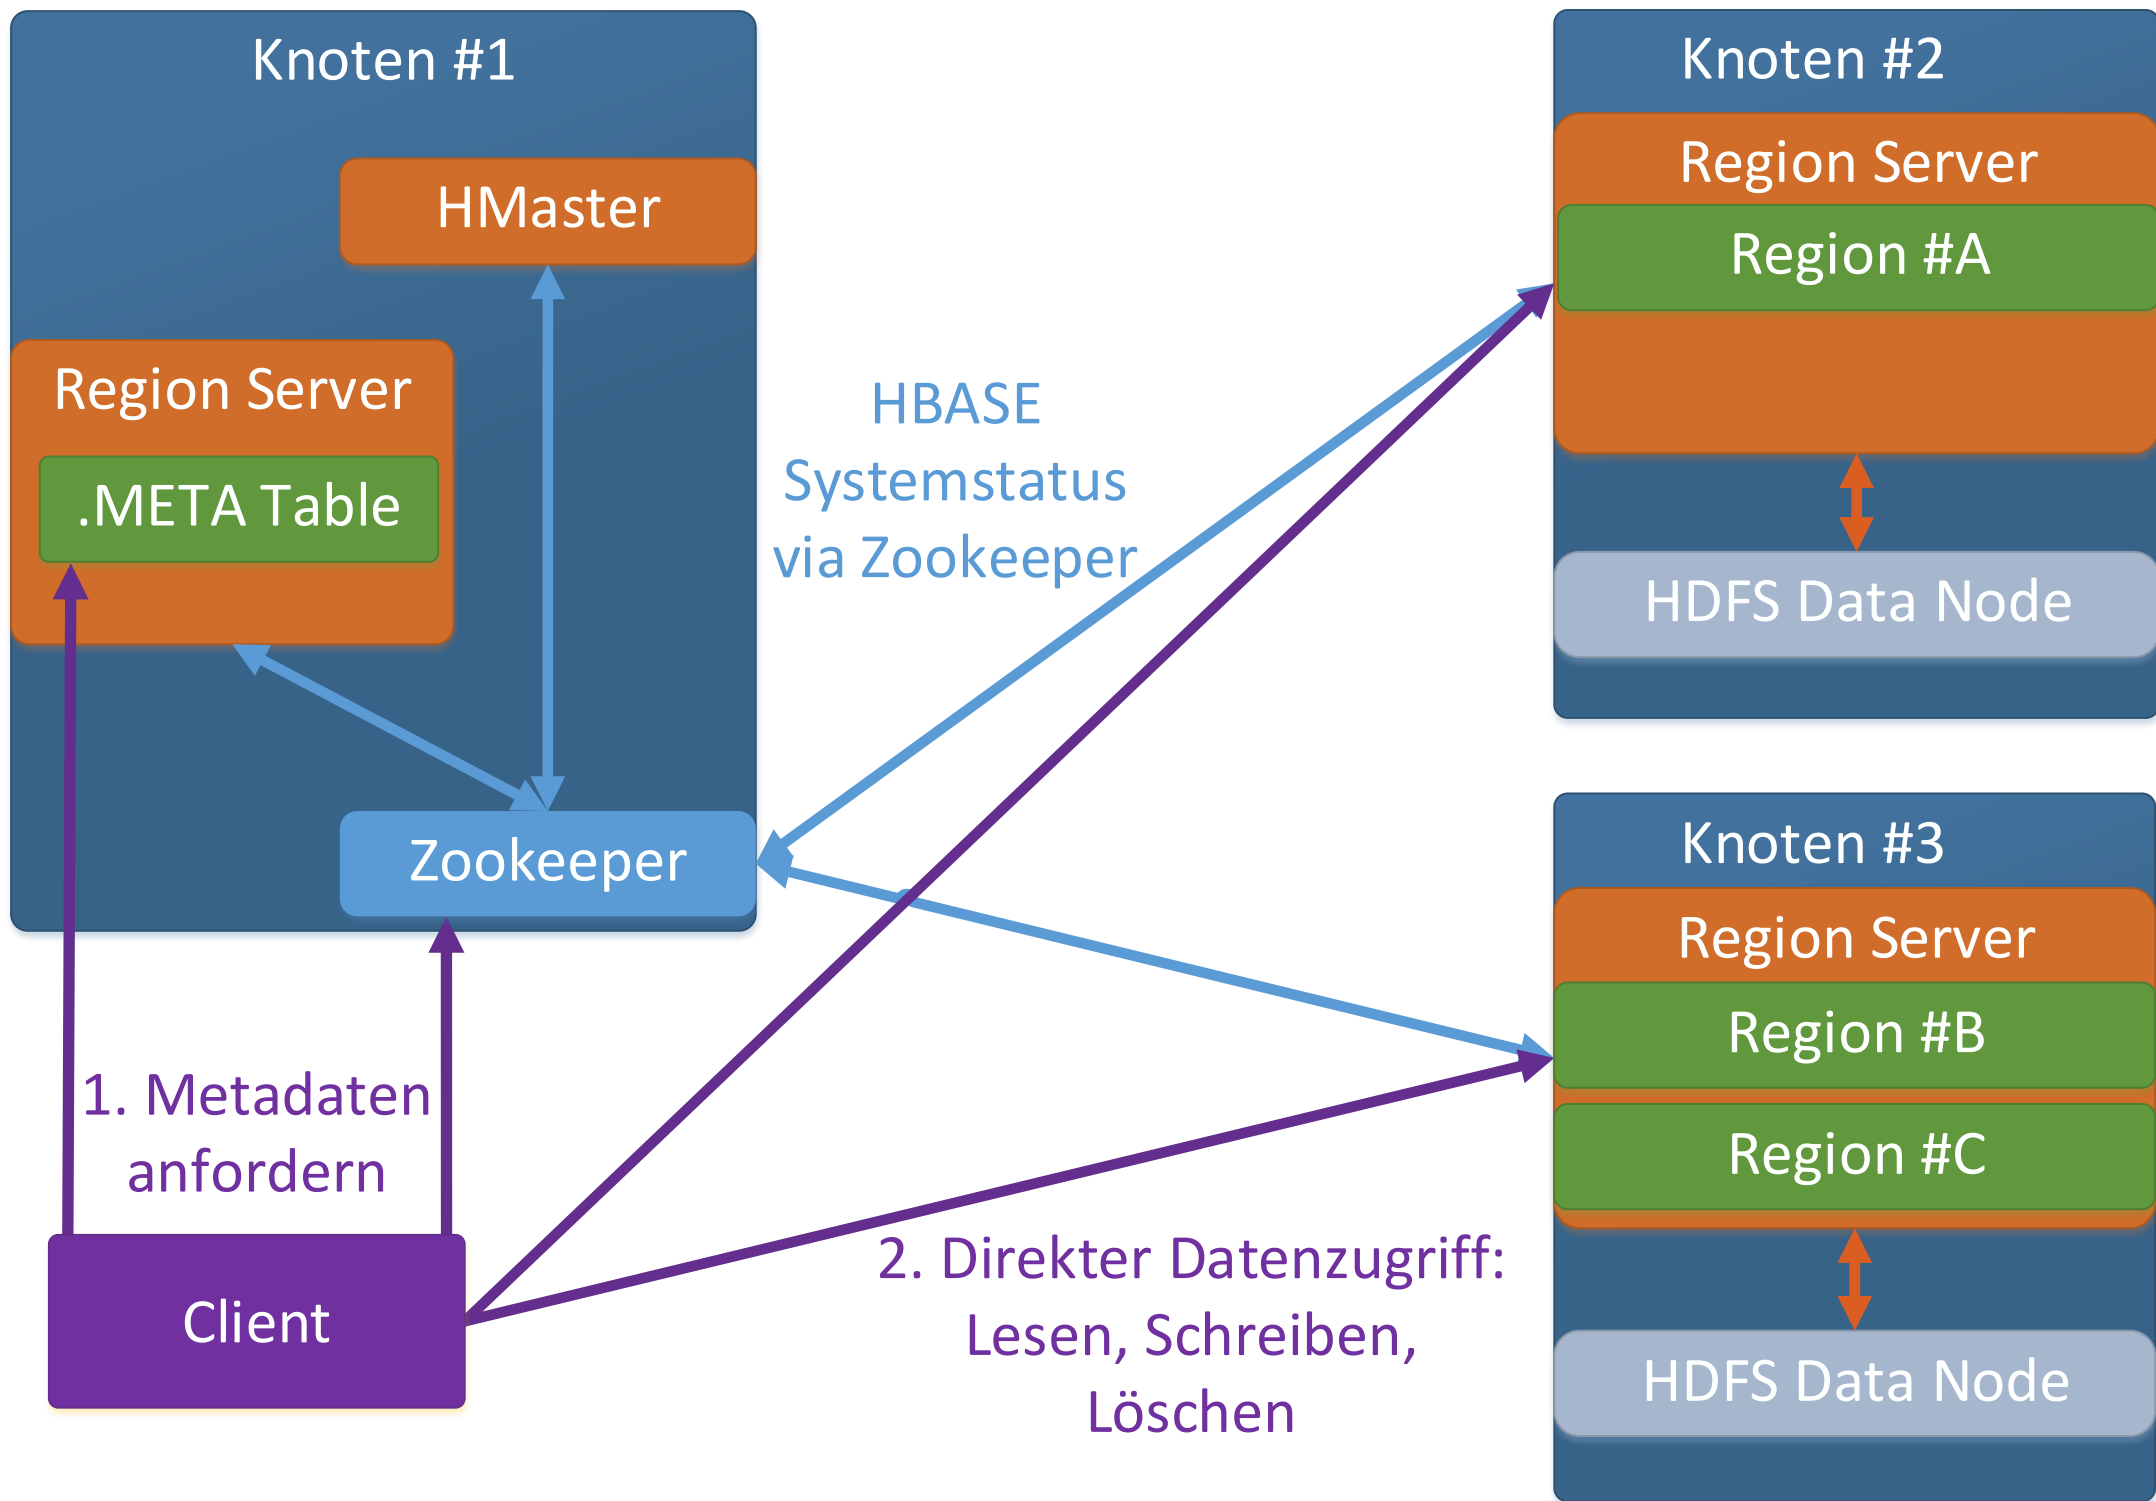 Knoten #1
HMaster
Region Server
.META Table
Zookeeper
HBASE
Systemstatus
via Zookeeper
Knoten #2
Region Server
Region #A
HDFS Data Node
Knoten #3
Region Server
Region #B
Region #C
HDFS Data Node
1. Metadaten
anfordern
Client
2. Direkter Datenzugriff:
Lesen, Schreiben,
Löschen